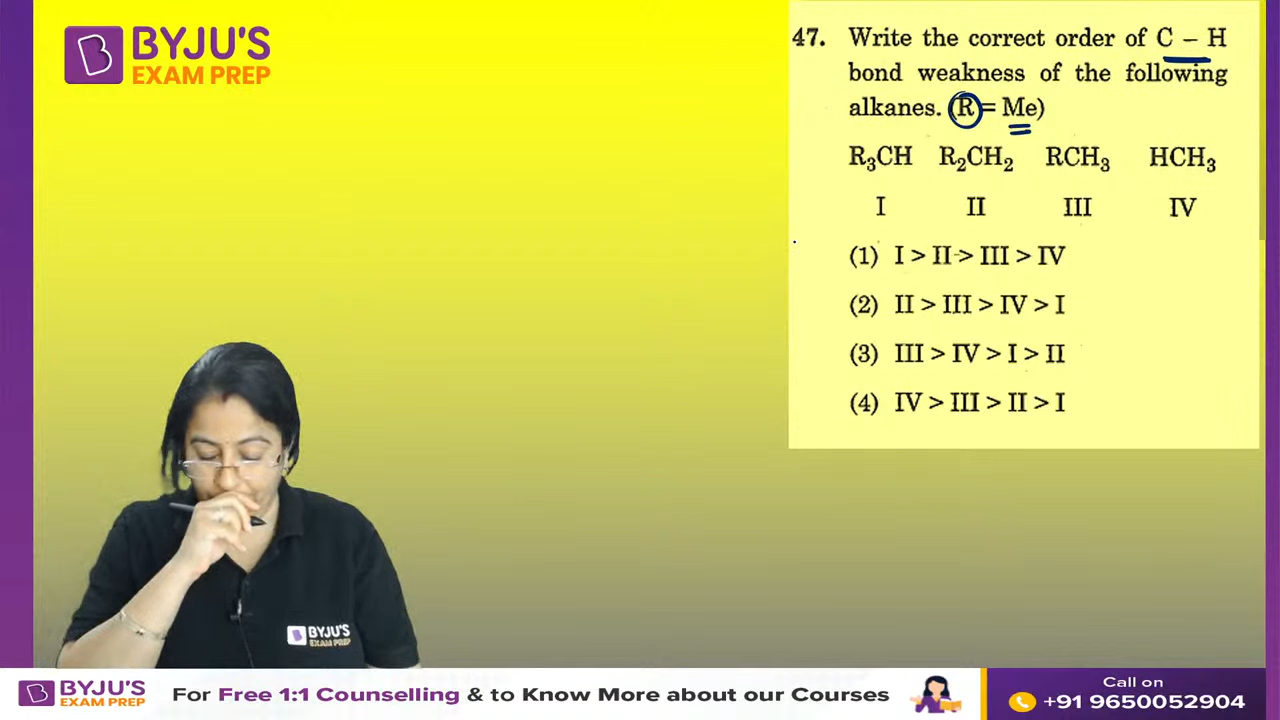 BYJU'S
EXAM PREP
47. Write the correct order of C – H
bond weakness of the following
alkanes. (R = Me)
R₃CH R₂CH₂ RCH₃ HCH₃
I II III IV
(1) I > II > III > IV
(2) II > III > IV > I
(3) III > IV > I > II
(4) IV > III > II > I
BYJU'S
EXAM PREP
BYJU'S
EXAM PREP
For Free 1:1 Counselling & to Know More about our Courses
Call on
+91 9650052904